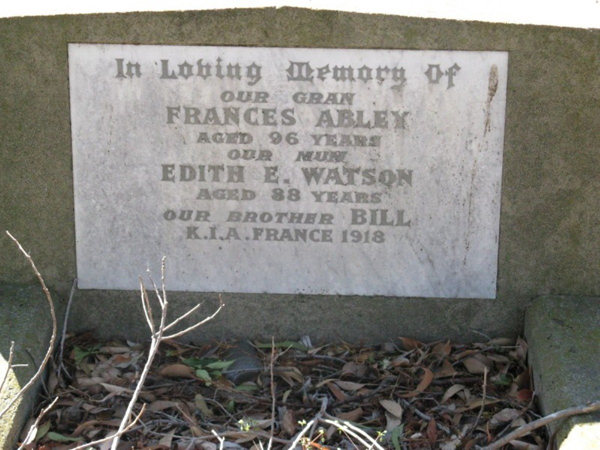 In Loving Memory Of
OUR GRAN
FRANCES ABLEY
AGED 96 YEARS
OUR MUM
EDITH E. WATSON
AGED 88 YEARS
OUR BROTHER BILL
K.I.A. FRANCE 1918